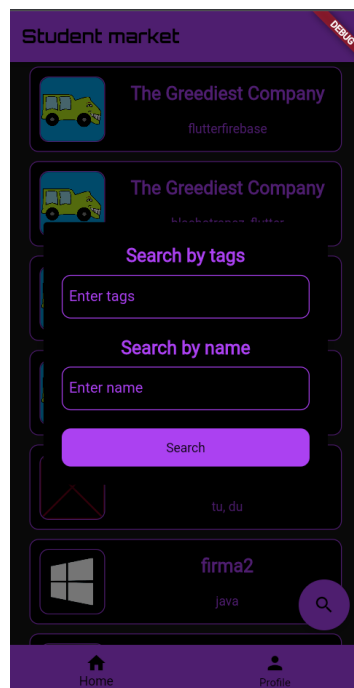 Student market
DEBUG
The Greediest Company
flutterfirebase
The Greediest Company
Search by tags
Enter tags
Search by name
Enter name
Search
tu, du
firma2
java
Home
Profile